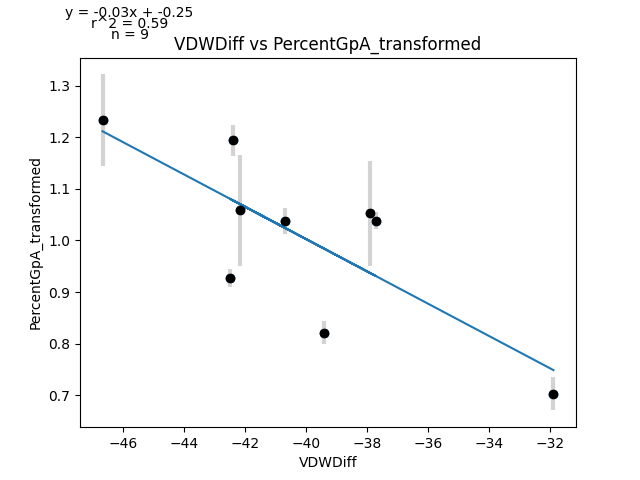 y = -0.03x + -0.25
r^2 = 0.59
n = 9
VDWDiff vs PercentGpA_transformed
PercentGpA_transformed
1.3
1.2
1.1
1.0
0.9
0.8
0.7
−46
−44
−42
−40
−38
−36
−34
−32
VDWDiff